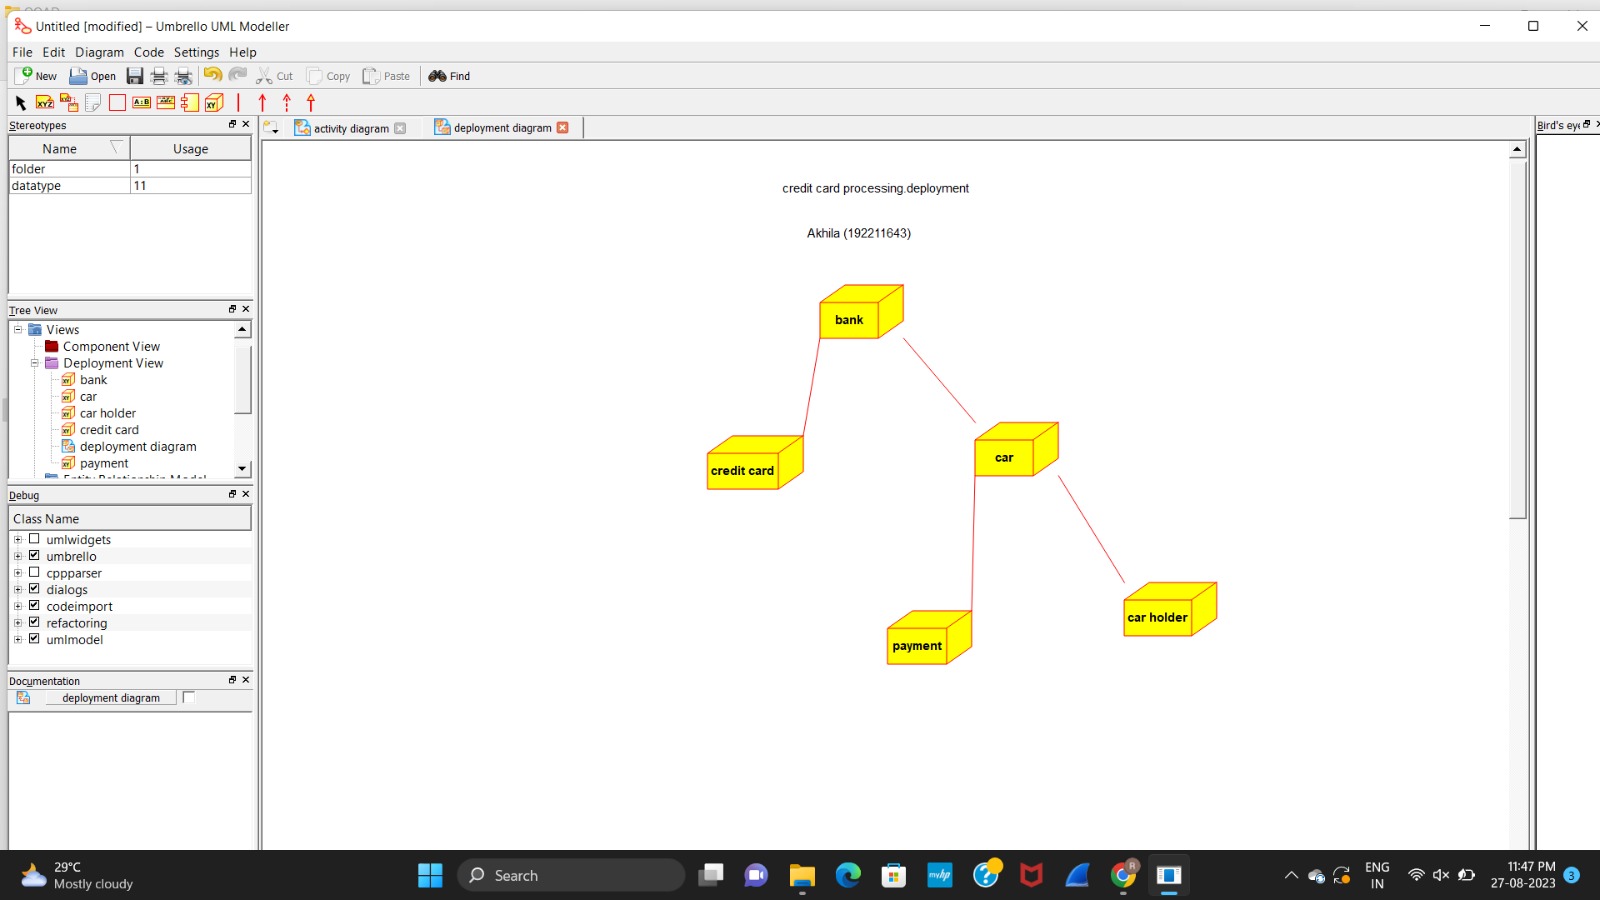 Untitled [modified] – Umbrello UML Modeller
File Edit Diagram Code Settings Help
New Open Cut Copy Paste Find
Stereotypes
Name Usage
folder 1
datatype 11
Tree View
Views
Component View
Deployment View
bank
car
car holder
credit card
deployment diagram
payment
Debug
Class Name
umlwidgets
umbrello
cppparser
dialogs
codeimport
refactoring
umlmodel
Documentation
deployment diagram
activity diagram deployment diagram
Bird's eye
credit card processing.deployment
Akhila (192211643)
bank
credit card
car
payment
car holder
29°C
Mostly cloudy
Search
ENG
IN
11:47 PM
27-08-2023
3